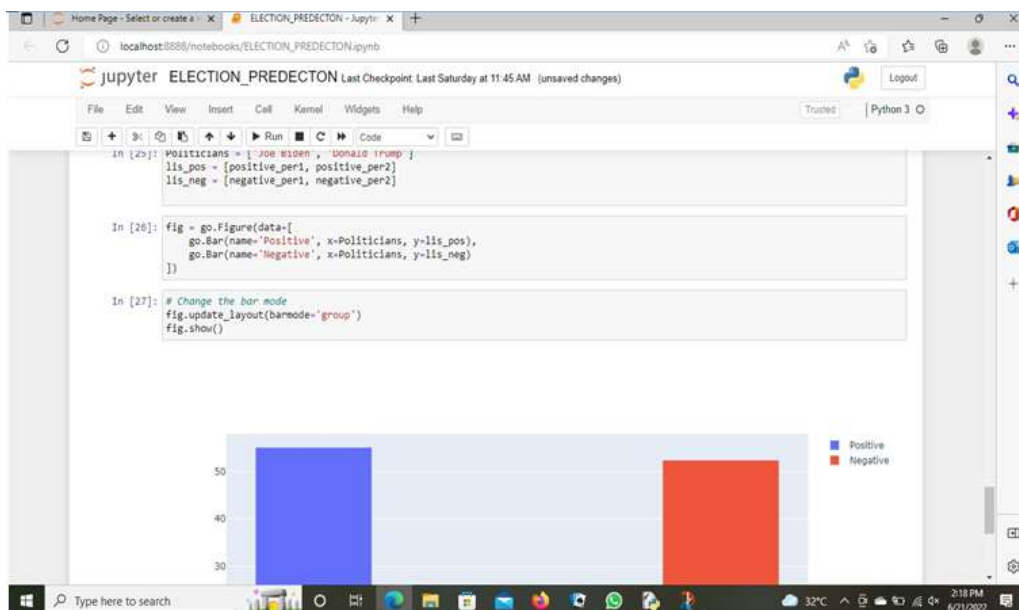 Home Page - Select or create a n
ELECTION_PREDECTON - Jupyte
localhost:8888/notebooks/ELECTION_PREDECTON.ipynb
jupyter ELECTION_PREDECTON Last Checkpoint: Last Saturday at 11:45 AM (unsaved changes)
Logout
File Edit View Insert Cell Kernel Widgets Help
Trusted
Python 3
Run
Code
In [25]: Politicians = ['Joe Biden', 'Donald Trump']
lis_pos = [positive_per1, positive_per2]
lis_neg = [negative_per1, negative_per2]
In [26]: fig = go.Figure(data=[
go.Bar(name='Positive', x=Politicians, y=lis_pos),
go.Bar(name='Negative', x=Politicians, y=lis_neg)
])
In [27]: # Change the bar mode
fig.update_layout(barmode='group')
fig.show()
Positive
Negative
50
40
30
Type here to search
32°C
2:18 PM
6/21/2022